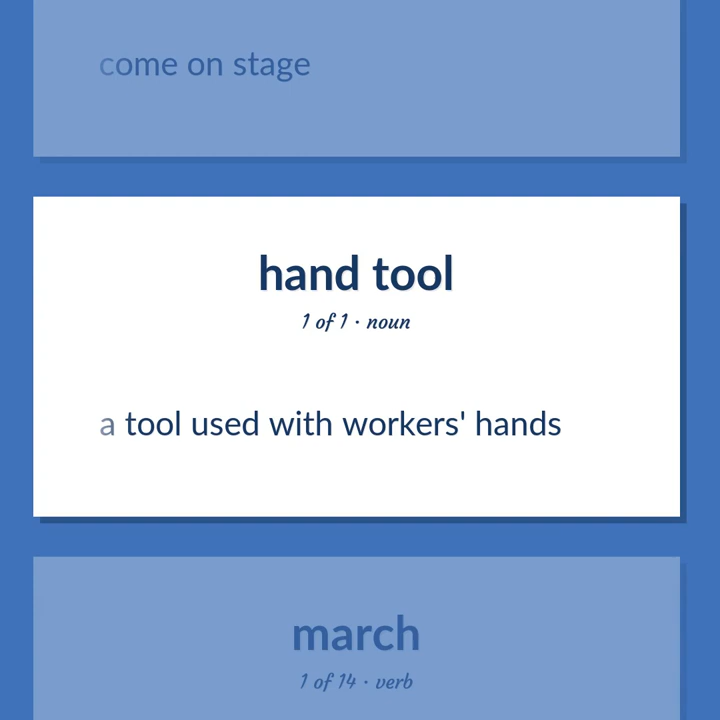 come on stage
hand tool
1 of 1 · noun
a tool used with workers' hands
march
1 of 14 · verb